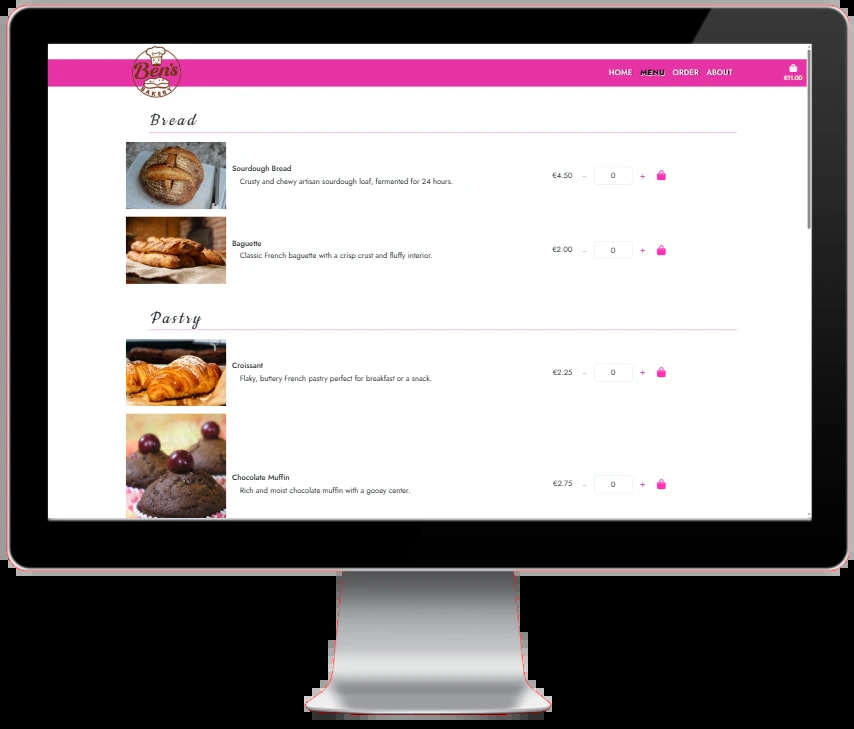 Ben's
BAKERY
HOME MENU ORDER ABOUT
€11.00
Bread
Sourdough Bread
Crusty and chewy artisan sourdough loaf, fermented for 24 hours.
€4.50 - 0 +
Baguette
Classic French baguette with a crisp crust and fluffy interior.
€2.00 - 0 +
Pastry
Croissant
Flaky, buttery French pastry perfect for breakfast or a snack.
€2.25 - 0 +
Chocolate Muffin
Rich and moist chocolate muffin with a gooey center.
€2.75 - 0 +